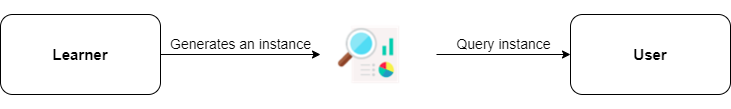 Learner
Generates an instance
Query instance
User